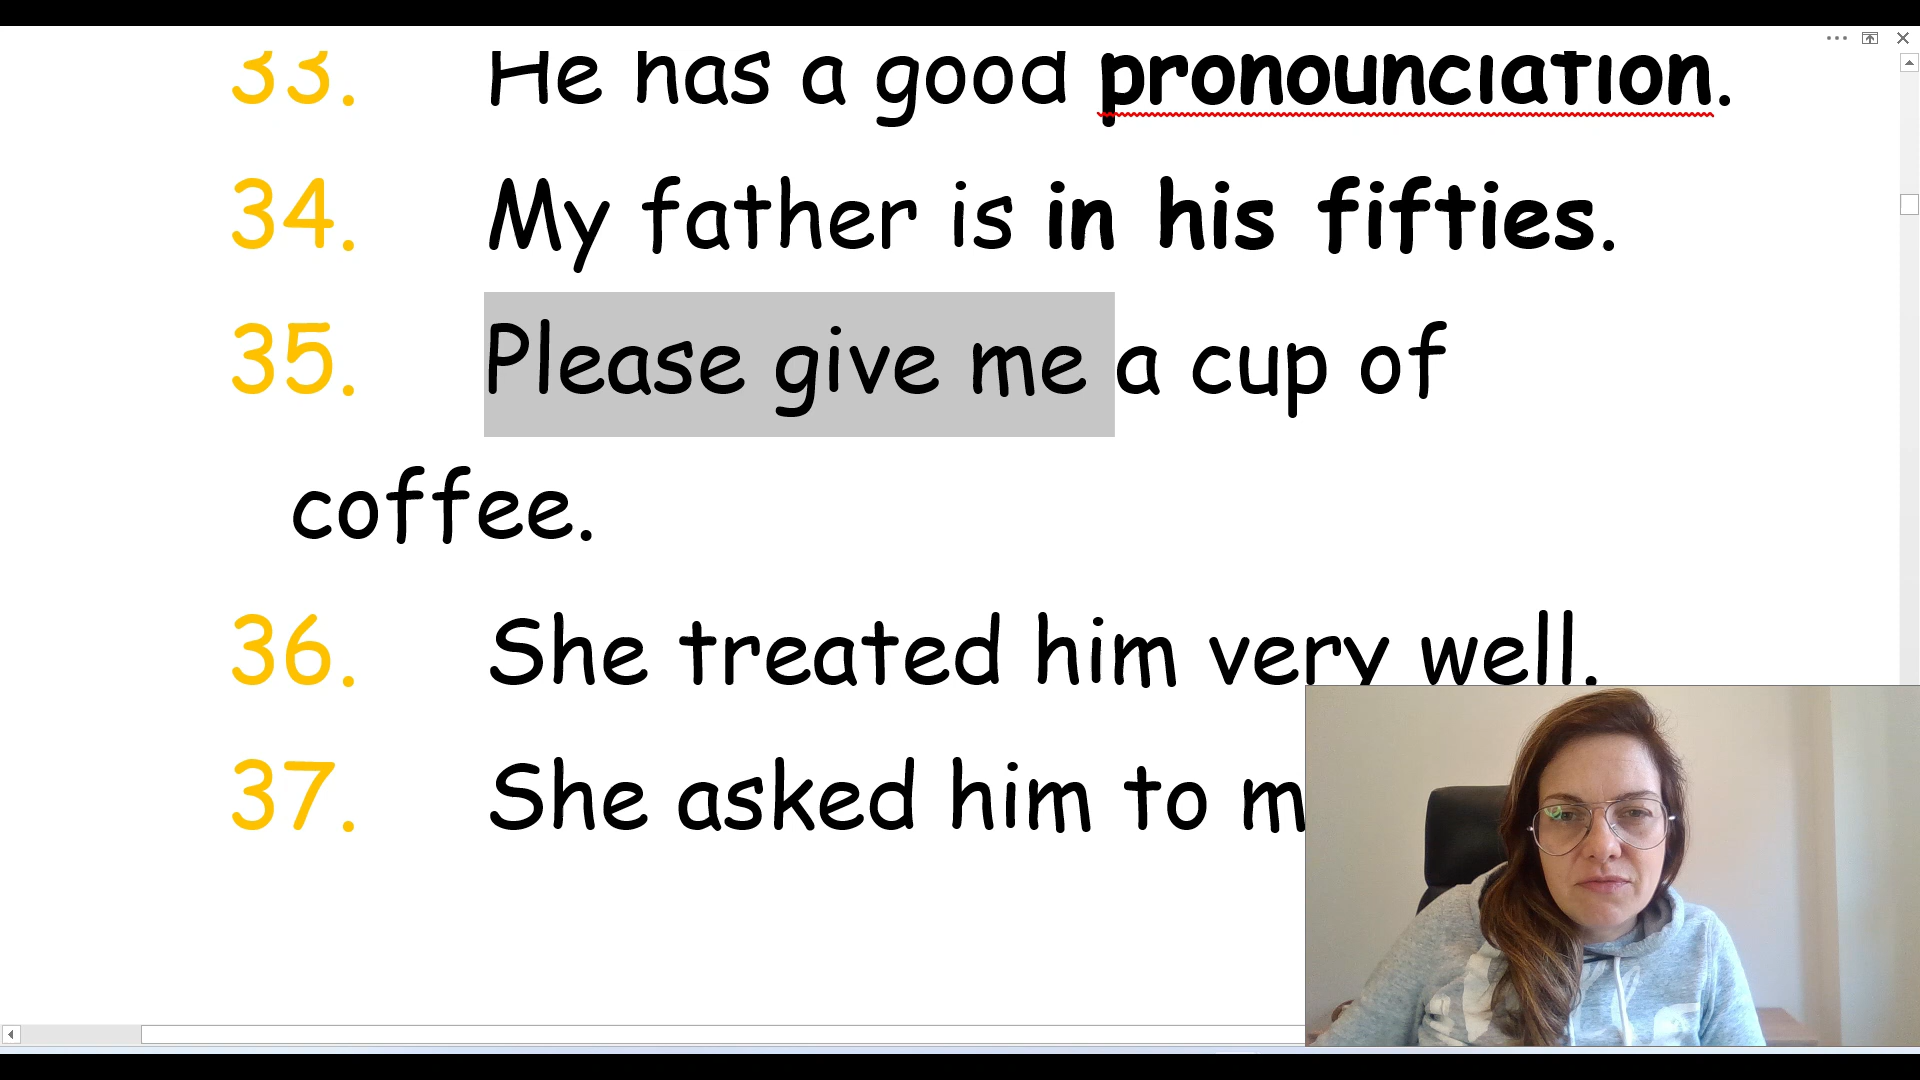 33. He has a good pronounciation.
34. My father is in his fifties.
35. Please give me a cup of
coffee.
36. She treated him very well.
37. She asked him to